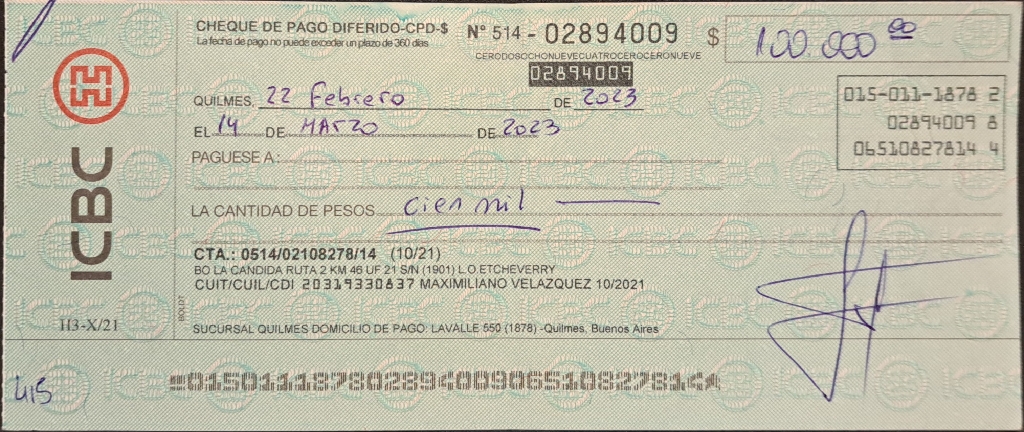 CHEQUE DE PAGO DIFERIDO-CPD-$ Nº 514 - 02894009 $ 100.000 00
La fecha de pago no puede exceder un plazo de 360 días
CERODOSOCHONUEVECUATROCEROCERONUEVE
02894009
QUILMES, 22 Febrero DE 2023
EL 14 DE MARZO DE 2023
PAGUESE A:
015-011-1878 2
02894009 8
06510827814 4
LA CANTIDAD DE PESOS cien mil
ICBC
CTA.: 0514/02108278/14 (10/21)
BO LA CANDIDA RUTA 2 KM 46 UF 21 S/N (1901) L.O.ETCHEVERRY
CUIT/CUIL/CDI 20319330837 MAXIMILIANO VELAZQUEZ 10/2021
BOLDT
H3-X/21
SUCURSAL QUILMES DOMICILIO DE PAGO: LAVALLE 550 (1878) -Quilmes, Buenos Aires
415
015011187802894009065108278144